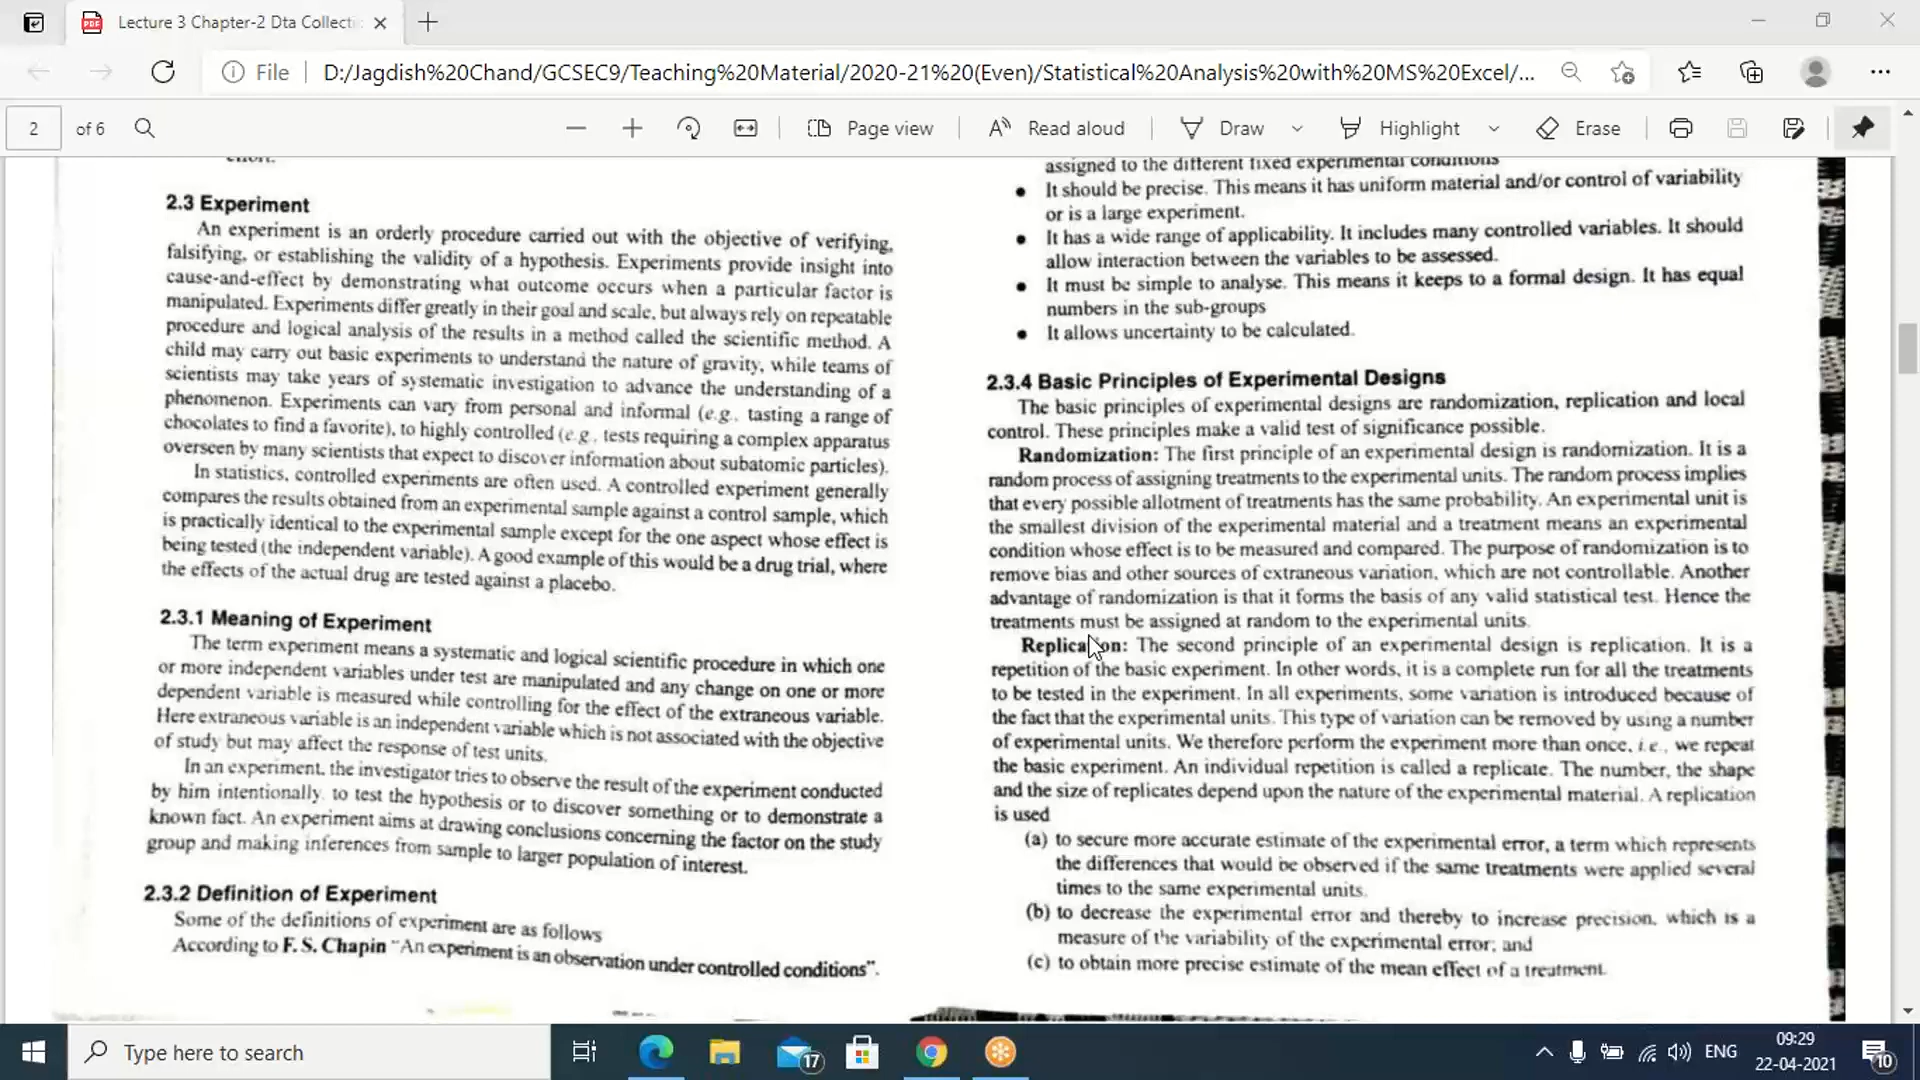 Lecture 3 Chapter-2 Dta Collecti
File
D:/Jagdish%20Chand/GCSEC9/Teaching%20Material/2020-21%20(Even)/Statistical%20Analysis%20with%20MS%20Excel/...
2 of 6
Page view
Read aloud
Draw
Highlight
Erase
effort.
2.3 Experiment
An experiment is an orderly procedure carried out with the objective of verifying,
falsifying, or establishing the validity of a hypothesis. Experiments provide insight into
cause-and-effect by demonstrating what outcome occurs when a particular factor is
manipulated. Experiments differ greatly in their goal and scale, but always rely on repeatable
procedure and logical analysis of the results in a method called the scientific method. A
child may carry out basic experiments to understand the nature of gravity, while teams of
scientists may take years of systematic investigation to advance the understanding of a
phenomenon. Experiments can vary from personal and informal (e.g., tasting a range of
chocolates to find a favorite), to highly controlled (e.g., tests requiring a complex apparatus
overseen by many scientists that expect to discover information about subatomic particles).
In statistics, controlled experiments are often used. A controlled experiment generally
compares the results obtained from an experimental sample against a control sample, which
is practically identical to the experimental sample except for the one aspect whose effect is
being tested (the independent variable). A good example of this would be a drug trial, where
the effects of the actual drug are tested against a placebo.
2.3.1 Meaning of Experiment
The term experiment means a systematic and logical scientific procedure in which one
or more independent variables under test are manipulated and any change on one or more
dependent variable is measured while controlling for the effect of the extraneous variable.
Here extraneous variable is an independent variable which is not associated with the objective
of study but may affect the response of test units.
In an experiment, the investigator tries to observe the result of the experiment conducted
by him intentionally, to test the hypothesis or to discover something or to demonstrate a
known fact. An experiment aims at drawing conclusions concerning the factor on the study
group and making inferences from sample to larger population of interest.
2.3.2 Definition of Experiment
Some of the definitions of experiment are as follows
According to F. S. Chapin "An experiment is an observation under controlled conditions".
assigned to the different fixed experimental conditions
● It should be precise. This means it has uniform material and/or control of variability
or is a large experiment.
● It has a wide range of applicability. It includes many controlled variables. It should
allow interaction between the variables to be assessed.
● It must be simple to analyse. This means it keeps to a formal design. It has equal
numbers in the sub-groups
● It allows uncertainty to be calculated.
2.3.4 Basic Principles of Experimental Designs
The basic principles of experimental designs are randomization, replication and local
control. These principles make a valid test of significance possible.
Randomization: The first principle of an experimental design is randomization. It is a
random process of assigning treatments to the experimental units. The random process implies
that every possible allotment of treatments has the same probability. An experimental unit is
the smallest division of the experimental material and a treatment means an experimental
condition whose effect is to be measured and compared. The purpose of randomization is to
remove bias and other sources of extraneous variation, which are not controllable. Another
advantage of randomization is that it forms the basis of any valid statistical test. Hence the
treatments must be assigned at random to the experimental units.
Replication: The second principle of an experimental design is replication. It is a
repetition of the basic experiment. In other words, it is a complete run for all the treatments
to be tested in the experiment. In all experiments, some variation is introduced because of
the fact that the experimental units. This type of variation can be removed by using a number
of experimental units. We therefore perform the experiment more than once, i.e., we repeat
the basic experiment. An individual repetition is called a replicate. The number, the shape
and the size of replicates depend upon the nature of the experimental material. A replication
is used
(a) to secure more accurate estimate of the experimental error, a term which represents
the differences that would be observed if the same treatments were applied several
times to the same experimental units.
(b) to decrease the experimental error and thereby to increase precision, which is a
measure of the variability of the experimental error; and
(c) to obtain more precise estimate of the mean effect of a treatment.
Type here to search
17
ENG
09:29
22-04-2021
10